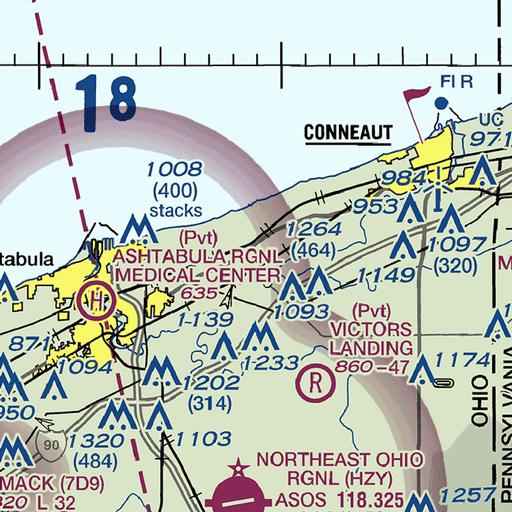 FI R
18
UC
CONNEAUT
971
1008
984
(400)
stacks
953
(Pvt)
1264
1097
tabula
ASHTABULA RGNL
(464)
(320)
MEDICAL CENTER
1149
M
H
635
1139
1093
(Pvt)
VICTORS
LANDING
871
1233
860-47
1174
1094
R
950
1202
(314)
OHIO
PENNSYLVANIA
90
1320
1103
(484)
NORTHEAST OHIO
MACK (7D9)
RGNL (HZY)
820 L 32
ASOS 118.325
1257